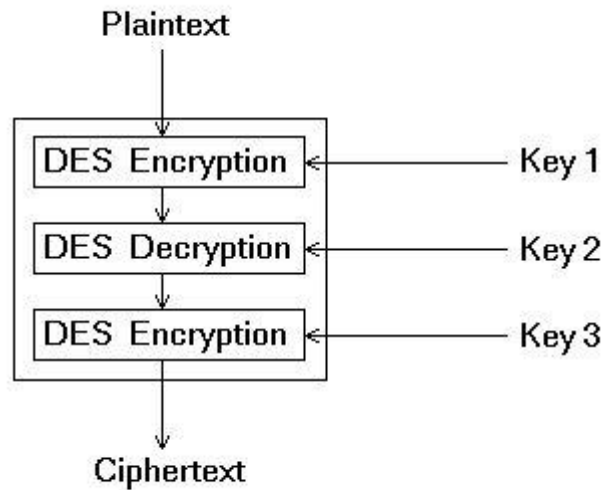 Plaintext
DES Encryption
Key 1
DES Decryption
Key 2
DES Encryption
Key 3
Ciphertext